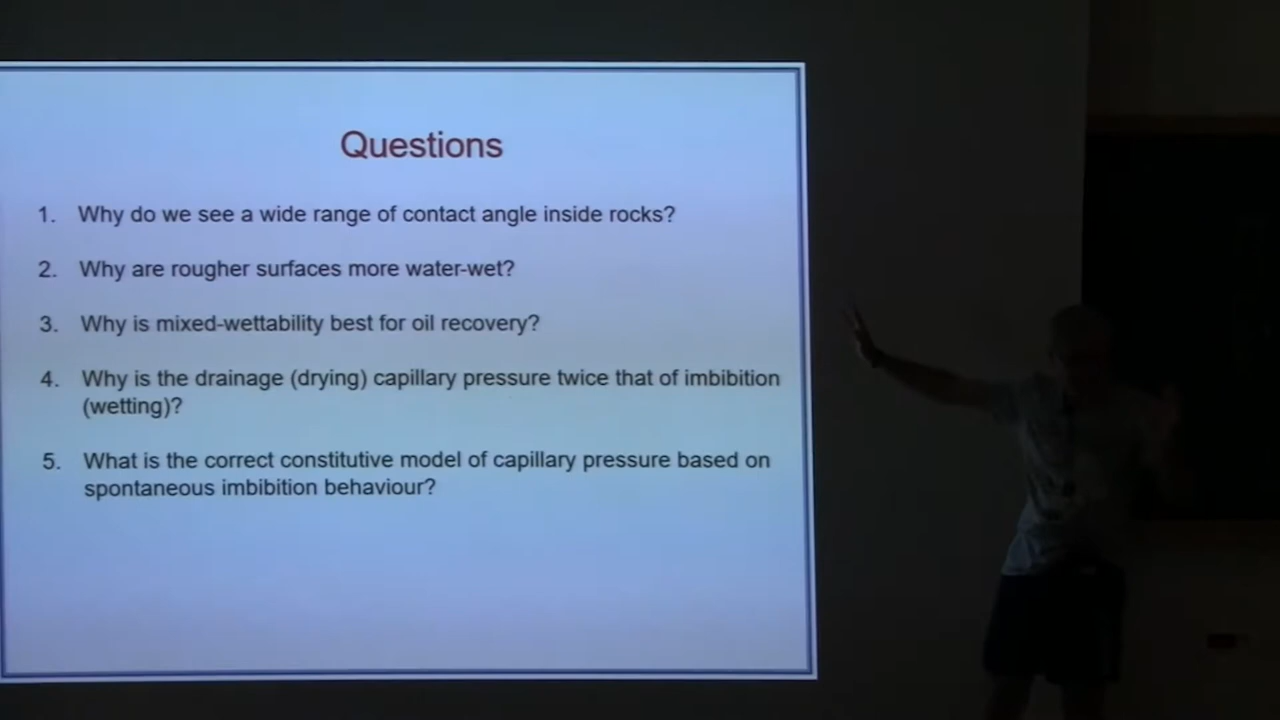 Questions
1. Why do we see a wide range of contact angle inside rocks?
2. Why are rougher surfaces more water-wet?
3. Why is mixed-wettability best for oil recovery?
4. Why is the drainage (drying) capillary pressure twice that of imbibition
(wetting)?
5. What is the correct constitutive model of capillary pressure based on
spontaneous imbibition behaviour?